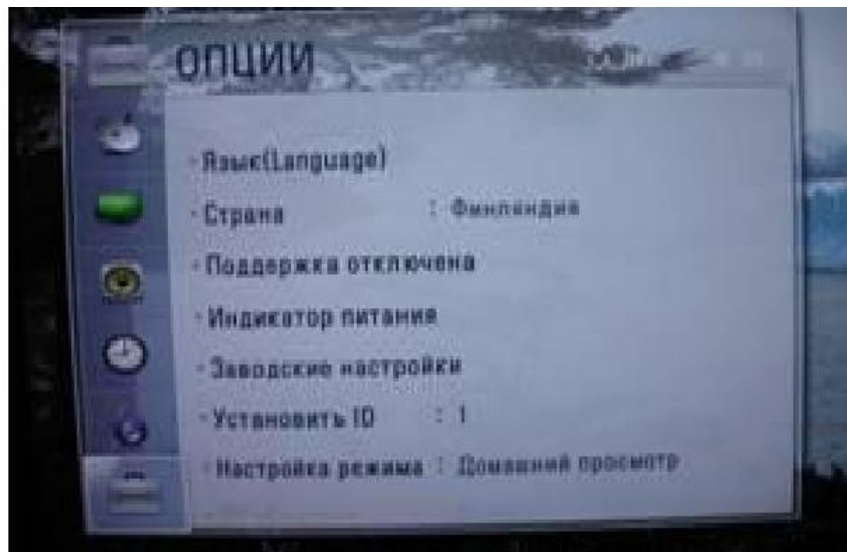 ОПЦИИ
· Язык(Language)
· Страна : Финляндия
· Поддержка отключена
· Индикатор питания
· Заводские настройки
· Установить ID : 1
· Настройка режима : Домашний просмотр